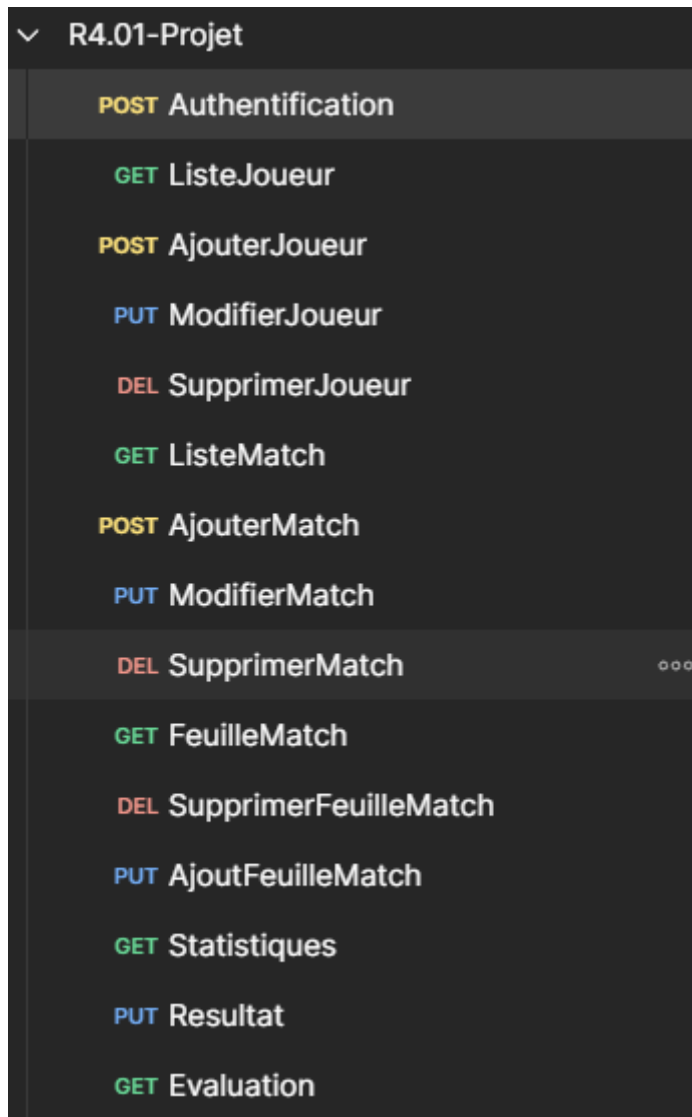 R4.01-Projet
POST Authentification
GET ListeJoueur
POST AjouterJoueur
PUT ModifierJoueur
DEL SupprimerJoueur
GET ListeMatch
POST AjouterMatch
PUT ModifierMatch
DEL SupprimerMatch
GET FeuilleMatch
DEL SupprimerFeuilleMatch
PUT AjoutFeuilleMatch
GET Statistiques
PUT Resultat
GET Evaluation